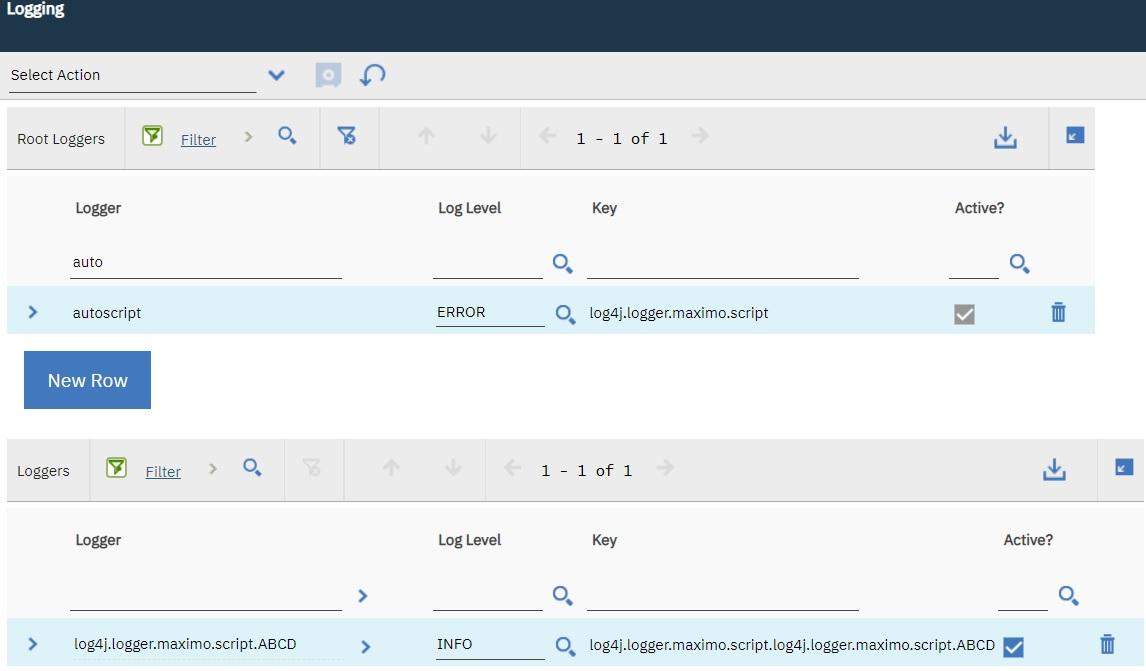 Logging
Select Action
Root Loggers Filter 1 - 1 of 1
Logger Log Level Key Active?
auto
autoscript ERROR log4j.logger.maximo.script
New Row
Loggers Filter 1 - 1 of 1
Logger Log Level Key Active?
log4j.logger.maximo.script.ABCD INFO log4j.logger.maximo.script.log4j.logger.maximo.script.ABCD